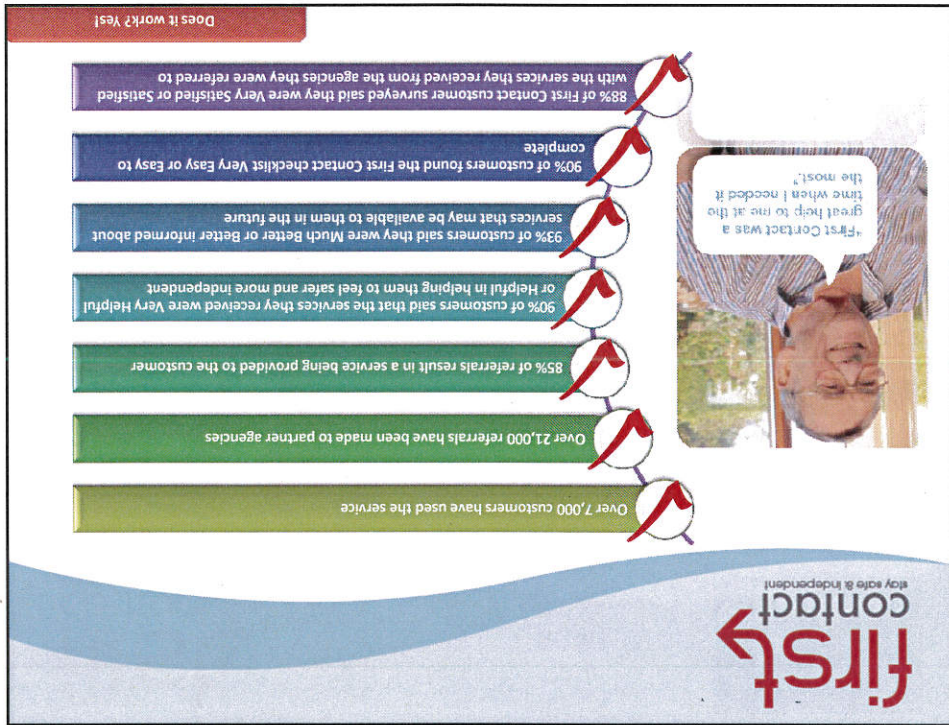 first
contact
stay safe & independent
Over 7,000 customers have used the service
Over 21,000 referrals have been made to partner agencies
85% of referrals result in a service being provided to the customer
90% of customers said that the services they received were Very Helpful
or Helpful in helping them to feel safer and more independent
93% of customers said they were Much Better or Better informed about
services that may be available to them in the future
90% of customers found the First Contact checklist Very Easy or Easy to
complete
88% of First Contact customer surveyed said they were Very Satisfied or Satisfied
with the services they received from the agencies they were referred to
"First Contact was a
great help to me at the
time when I needed it
the most."
Does it work? Yes!